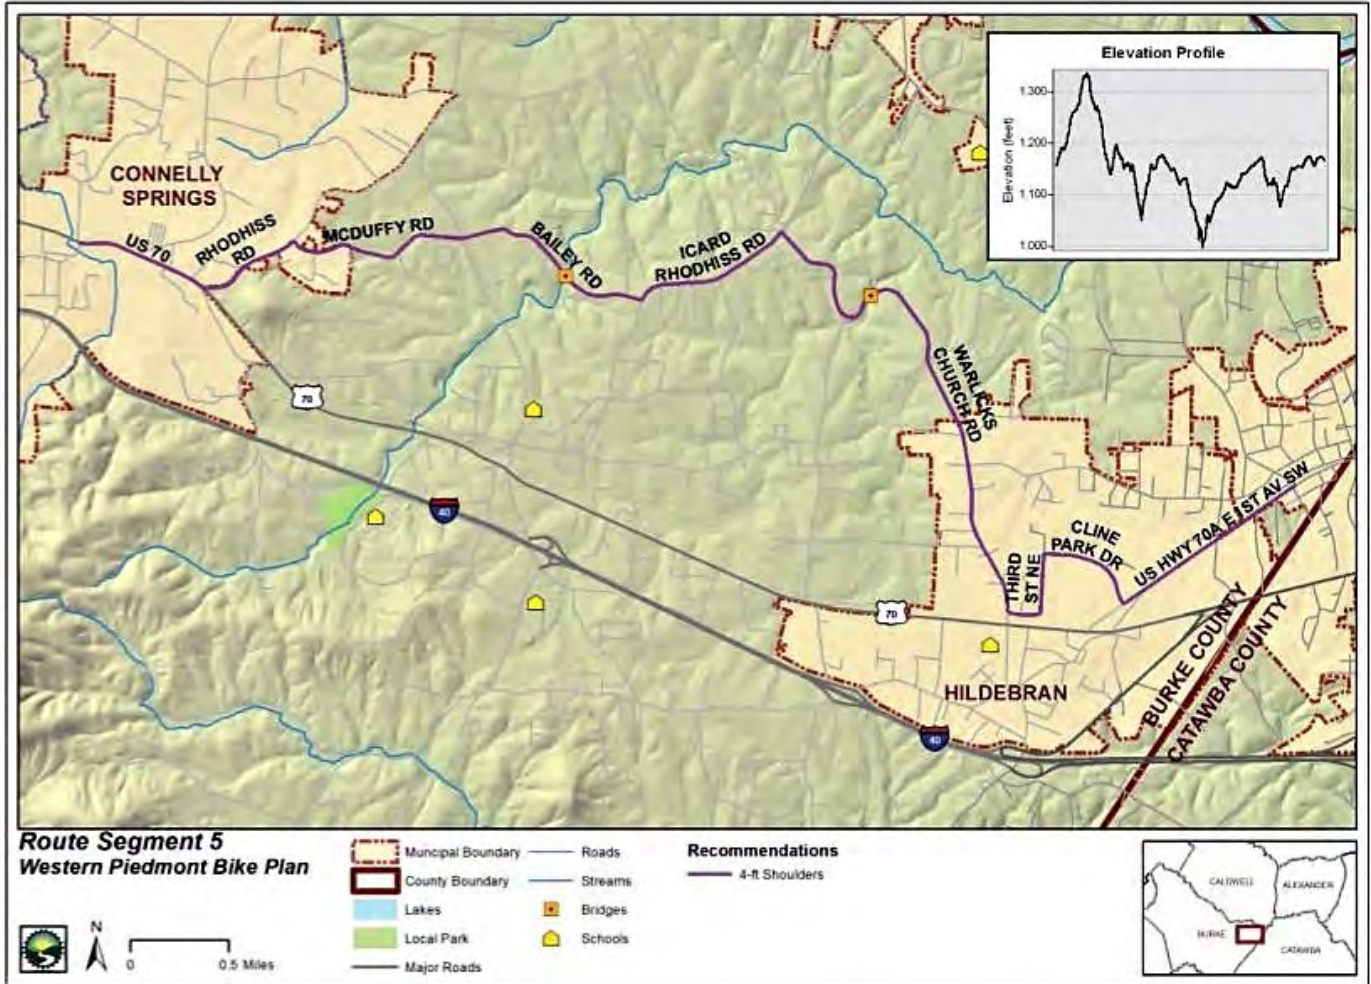 Elevation Profile
Elevation (feet)
1.300
1.200
1.100
1.000
CONNELLY
SPRINGS
US 70
RHODHISS
RD
MCDUFFY RD
BAILEY RD
ICARD
RHODHISS RD
WARLICKS
CHURCH RD
70
40
THIRD
ST NE
CLINE
PARK DR
US HWY 70A E 1ST AV SW
70
HILDEBRAN
40
BURKE COUNTY
CATAWBA COUNTY
Route Segment 5
Western Piedmont Bike Plan
N
0 0.5 Miles
Muncipal Boundary
County Boundary
Lakes
Local Park
Major Roads
Roads
Streams
Bridges
Schools
Recommendations
4-ft Shoulders
CALDWELL
ALEXANDER
BURKE
CATAWBA